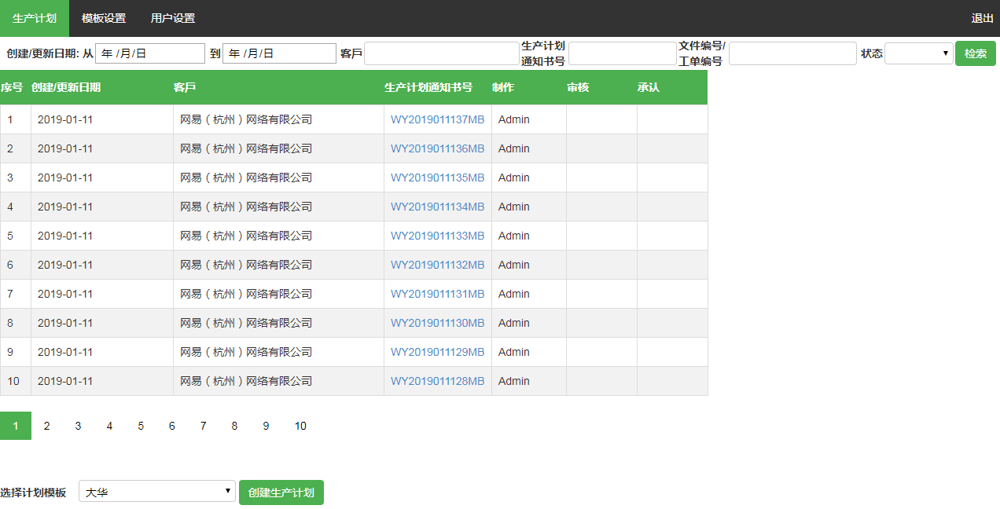 生产计划 模板设置 用户设置 退出
创建/更新日期: 从 年 /月/日 到 年 /月/日 客戶 生产计划通知书号 文件编号/工单编号 状态 检索
序号 创建/更新日期 客戶 生产计划通知书号 制作 审核 承认
1 2019-01-11 网易（杭州）网络有限公司 WY2019011137MB Admin
2 2019-01-11 网易（杭州）网络有限公司 WY2019011136MB Admin
3 2019-01-11 网易（杭州）网络有限公司 WY2019011135MB Admin
4 2019-01-11 网易（杭州）网络有限公司 WY2019011134MB Admin
5 2019-01-11 网易（杭州）网络有限公司 WY2019011133MB Admin
6 2019-01-11 网易（杭州）网络有限公司 WY2019011132MB Admin
7 2019-01-11 网易（杭州）网络有限公司 WY2019011131MB Admin
8 2019-01-11 网易（杭州）网络有限公司 WY2019011130MB Admin
9 2019-01-11 网易（杭州）网络有限公司 WY2019011129MB Admin
10 2019-01-11 网易（杭州）网络有限公司 WY2019011128MB Admin
1 2 3 4 5 6 7 8 9 10
选择计划模板 大华 创建生产计划